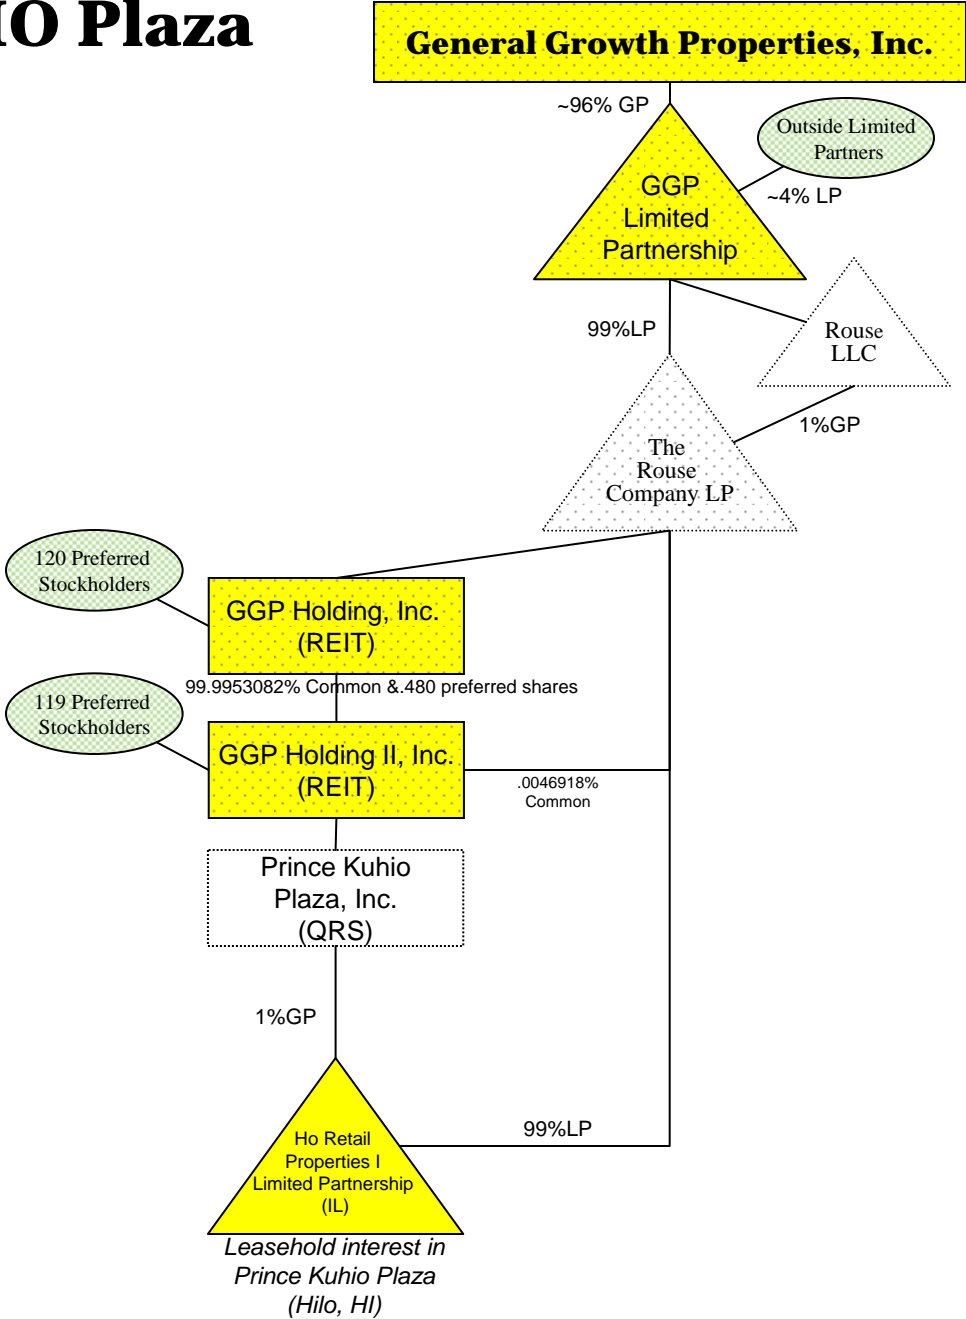 IO Plaza
General Growth Properties, Inc.
~96% GP
Outside Limited
Partners
~4% LP
GGP
Limited
Partnership
99%LP
Rouse
LLC
1%GP
The
Rouse
Company LP
120 Preferred
Stockholders
GGP Holding, Inc.
(REIT)
99.9953082% Common &.480 preferred shares
119 Preferred
Stockholders
GGP Holding II, Inc.
(REIT)
.0046918%
Common
Prince Kuhio
Plaza, Inc.
(QRS)
1%GP
99%LP
Ho Retail
Properties I
Limited Partnership
(IL)
Leasehold interest in
Prince Kuhio Plaza
(Hilo, HI)